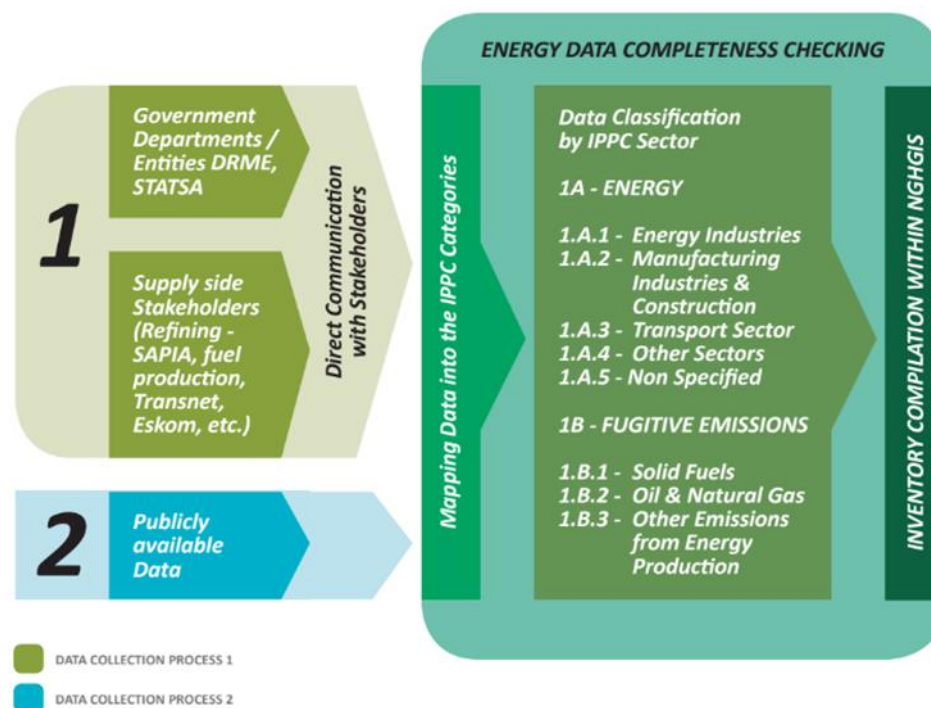 ENERGY DATA COMPLETENESS CHECKING
1
Government
Departments /
Entities DRME,
STATSA
Supply side
Stakeholders
(Refining -
SAPIA, fuel
production,
Transnet,
Eskom, etc.)
Direct Communication
with Stakeholders
2
Publicly
available
Data
Mapping Data into the IPPC Categories
Data Classification
by IPPC Sector
1A - ENERGY
1.A.1 - Energy Industries
1.A.2 - Manufacturing
Industries &
Construction
1.A.3 - Transport Sector
1.A.4 - Other Sectors
1.A.5 - Non Specified
1B - FUGITIVE EMISSIONS
1.B.1 - Solid Fuels
1.B.2 - Oil & Natural Gas
1.B.3 - Other Emissions
from Energy
Production
INVENTORY COMPILATION WITHIN NGHGIS
DATA COLLECTION PROCESS 1
DATA COLLECTION PROCESS 2